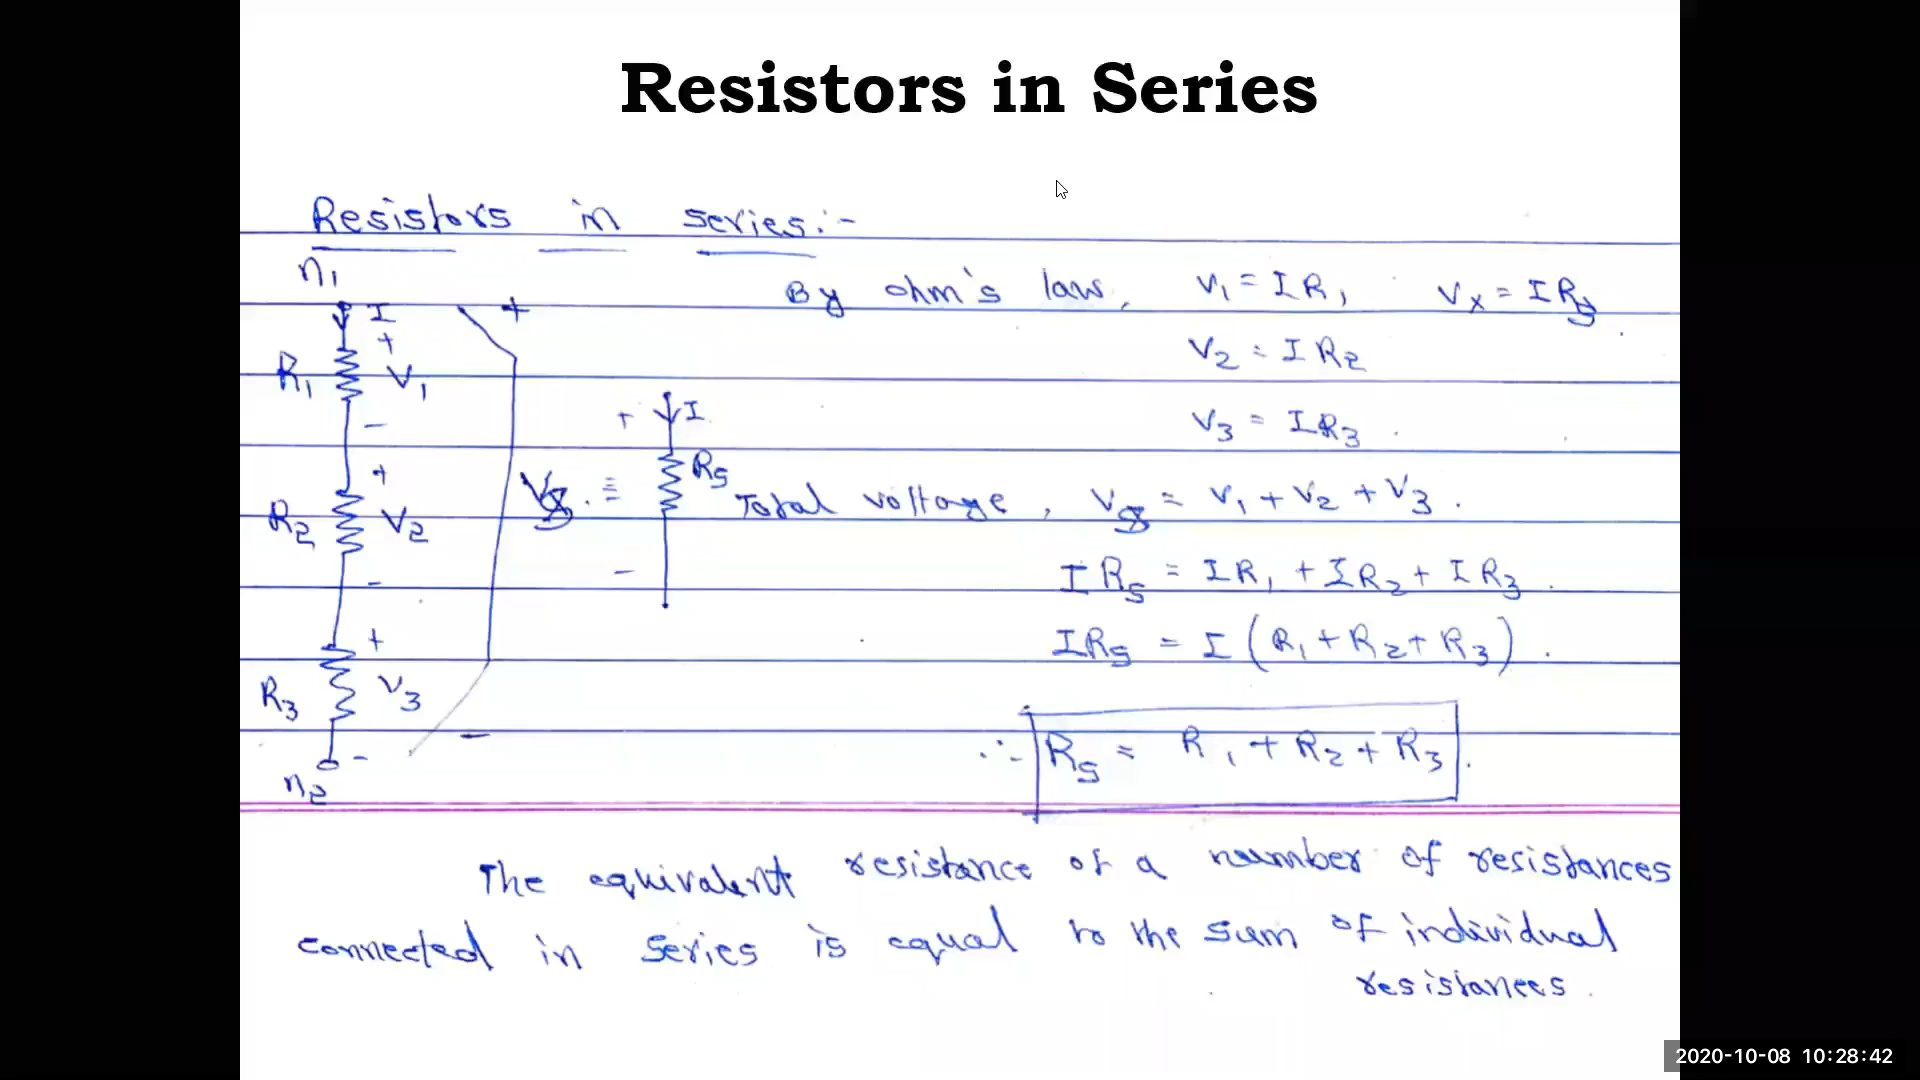 Resistors in Series
Resistors in series:-
n1
I
+
By ohm's law, V1 = IR1 Vx = IRs
+
R1 V1
V2 = IR2
-
+ I
V3 = IR3
+
R2 V2
≡ Rs
Total voltage, Vs = V1 + V2 + V3.
-
-
IRs = IR1 + IR2 + IR3.
+
IRs = I (R1 + R2 + R3).
R3 V3
-
-
∴ Rs = R1 + R2 + R3.
n2
The equivalent resistance of a number of resistances
connected in series is equal to the sum of individual
resistances.
2020-10-08 10:28:42